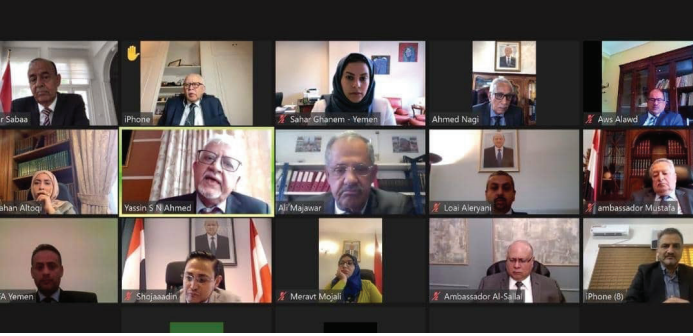 r Sabaa
iPhone
Sahar Ghanem - Yemen
Ahmed Nagi
Aws Alawd
ahan Altoqi
Yassin S N Ahmed
Ali Majawar
Loai Aleryani
ambassador Mustafa
A Yemen
Shojaaadin
Meravt Mojali
Ambassador Al-Sallal
iPhone (8)